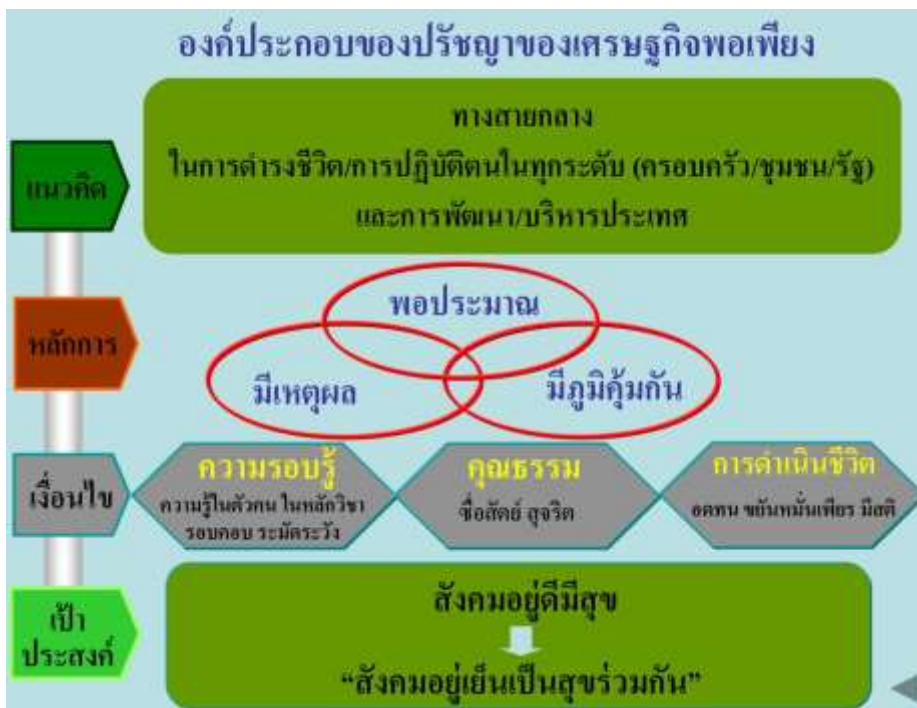 องค์ประกอบของปรัชญาของเศรษฐกิจพอเพียง
แนวคิด
ทางสายกลาง
ในการดำรงชีวิต/การปฏิบัติตนในทุกระดับ (ครอบครัว/ชุมชน/รัฐ)
และการพัฒนา/บริหารประเทศ
หลักการ
พอประมาณ
มีเหตุผล
มีภูมิคุ้มกัน
เงื่อนไข
ความรอบรู้
ความรู้ในตัวคน ในหลักวิชา
รอบคอบ ระมัดระวัง
คุณธรรม
ซื่อสัตย์ สุจริต
การดำเนินชีวิต
อดทน ขยันหมั่นเพียร มีสติ
เป้า
ประสงค์
สังคมอยู่ดีมีสุข
“สังคมอยู่เย็นเป็นสุขร่วมกัน”